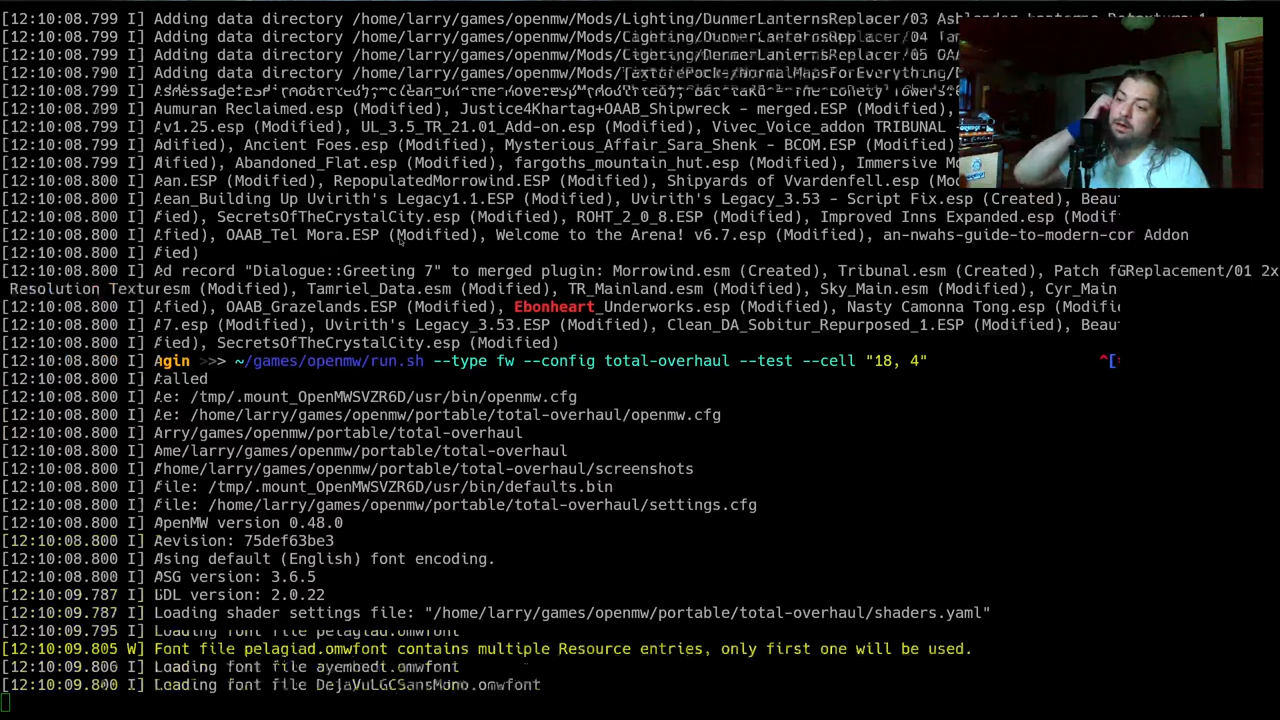 [12:10:08.799 I] Adding data directory /home/larry/games/openmw/Mods/Lighting/DunmerLanternsReplacer/03
[12:10:08.799 I] Adding data directory /home/larry/games/openmw/Mods/Lighting/DunmerLanternsReplacer/04
[12:10:08.799 I] Adding data directory /home/larry/games/openmw/Mods/Lighting/DunmerLanternsReplacer/05
[12:10:08.790 I] Adding data directory /home/larry/games/openmw/Mods/
[12:10:08.799 I]
[12:10:08.799 I] Aumuran Reclaimed.esp (Modified), Justice4Khartag+OAAB_Shipwreck - merged.ESP (Modified),
[12:10:08.799 I] Av1.25.esp (Modified), UL_3.5_TR_21.01_Add-on.esp (Modified), Vivec_Voice_addon TRIBUNAL
[12:10:08.799 I] Adified), Ancient Foes.esp (Modified), Mysterious_Affair_Sara_Shenk - BCOM.ESP (Modified),
[12:10:08.799 I] Aified), Abandoned_Flat.esp (Modified), fargoths_mountain_hut.esp (Modified), Immersive Mo
[12:10:08.800 I] Aan.ESP (Modified), RepopulatedMorrowind.ESP (Modified), Shipyards of Vvardenfell.esp (Modified),
[12:10:08.800 I] Aean_Building Up Uvirith's Legacy1.1.ESP (Modified), Uvirith's Legacy_3.53 - Script Fix.esp (Created), Beau
[12:10:08.800 I] Afied), SecretsOfTheCrystalCity.esp (Modified), ROHT_2_0_8.ESP (Modified), Improved Inns Expanded.esp (Modified),
[12:10:08.800 I] Afied), OAAB_Tel Mora.ESP (Modified), Welcome to the Arena! v6.7.esp (Modified), an-nwahs-guide-to-modern-cor Addon
[12:10:08.800 I] Fied)
[12:10:08.800 I] Ad record "Dialogue::Greeting 7" to merged plugin: Morrowind.esm (Created), Tribunal.esm (Created), Patch fGReplacement/01 2x
Resolution Texturesm (Modified), Tamriel_Data.esm (Modified), TR_Mainland.esm (Modified), Sky_Main.esm (Modified), Cyr_Main
[12:10:08.800 I] Afied), OAAB_Grazelands.ESP (Modified), Ebonheart_Underworks.esp (Modified), Nasty Camonna Tong.esp (Modified),
[12:10:08.800 I] A7.esp (Modified), Uvirith's Legacy_3.53.ESP (Modified), Clean_DA_Sobitur_Repurposed_1.ESP (Modified), Beau
[12:10:08.800 I] Afied), SecretsOfTheCrystalCity.esp (Modified)
[12:10:08.800 I] Agin >>> ~/games/openmw/run.sh --type fw --config total-overhaul --test --cell "18, 4" ^[
[12:10:08.800 I] Aalled
[12:10:08.800 I] Ae: /tmp/.mount_OpenMWSVZR6D/usr/bin/openmw.cfg
[12:10:08.800 I] Ae: /home/larry/games/openmw/portable/total-overhaul/openmw.cfg
[12:10:08.800 I] Arry/games/openmw/portable/total-overhaul
[12:10:08.800 I] Ame/larry/games/openmw/portable/total-overhaul
[12:10:08.800 I] Ahome/larry/games/openmw/portable/total-overhaul/screenshots
[12:10:08.800 I] File: /tmp/.mount_OpenMWSVZR6D/usr/bin/defaults.bin
[12:10:08.800 I] File: /home/larry/games/openmw/portable/total-overhaul/settings.cfg
[12:10:08.800 I] OpenMW version 0.48.0
[12:10:08.800 I] Aevision: 75def63be3
[12:10:08.800 I] Asing default (English) font encoding.
[12:10:08.800 I] ASG version: 3.6.5
[12:10:09.787 I] LDL version: 2.0.22
[12:10:09.787 I] Loading shader settings file: "/home/larry/games/openmw/portable/total-overhaul/shaders.yaml"
[12:10:09.795 I] Loading font file pelagiad.omwfont
[12:10:09.805 W] Font file pelagiad.omwfont contains multiple Resource entries, only first one will be used.
[12:10:09.806 I] Loading font file ayembedt.omwfont
[12:10:09.800 I] Loading font file DejaVuLGCSansMono.omwfont